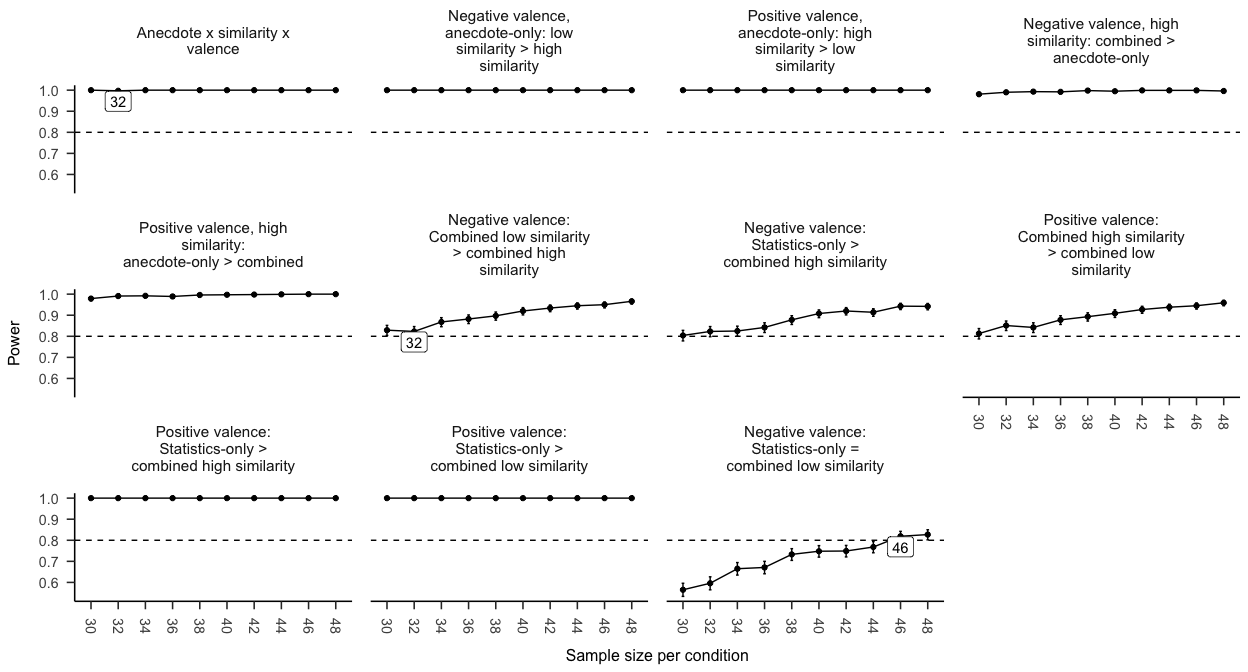 Anecdote x similarity x
valence
Negative valence,
anecdote-only: low
similarity > high
similarity
Positive valence,
anecdote-only: high
similarity > low
similarity
Negative valence, high
similarity: combined >
anecdote-only
1.0
0.9
0.8
0.7
0.6
32
Positive valence, high
similarity:
anecdote-only > combined
Negative valence:
Combined low similarity
> combined high
similarity
Negative valence:
Statistics-only >
combined high similarity
Positive valence:
Combined high similarity
> combined low
similarity
Power
1.0
0.9
0.8
0.7
0.6
32
30 32 34 36 38 40 42 44 46 48
Positive valence:
Statistics-only >
combined high similarity
Positive valence:
Statistics-only >
combined low similarity
Negative valence:
Statistics-only =
combined low similarity
1.0
0.9
0.8
0.7
0.6
46
30 32 34 36 38 40 42 44 46 48
30 32 34 36 38 40 42 44 46 48
30 32 34 36 38 40 42 44 46 48
Sample size per condition